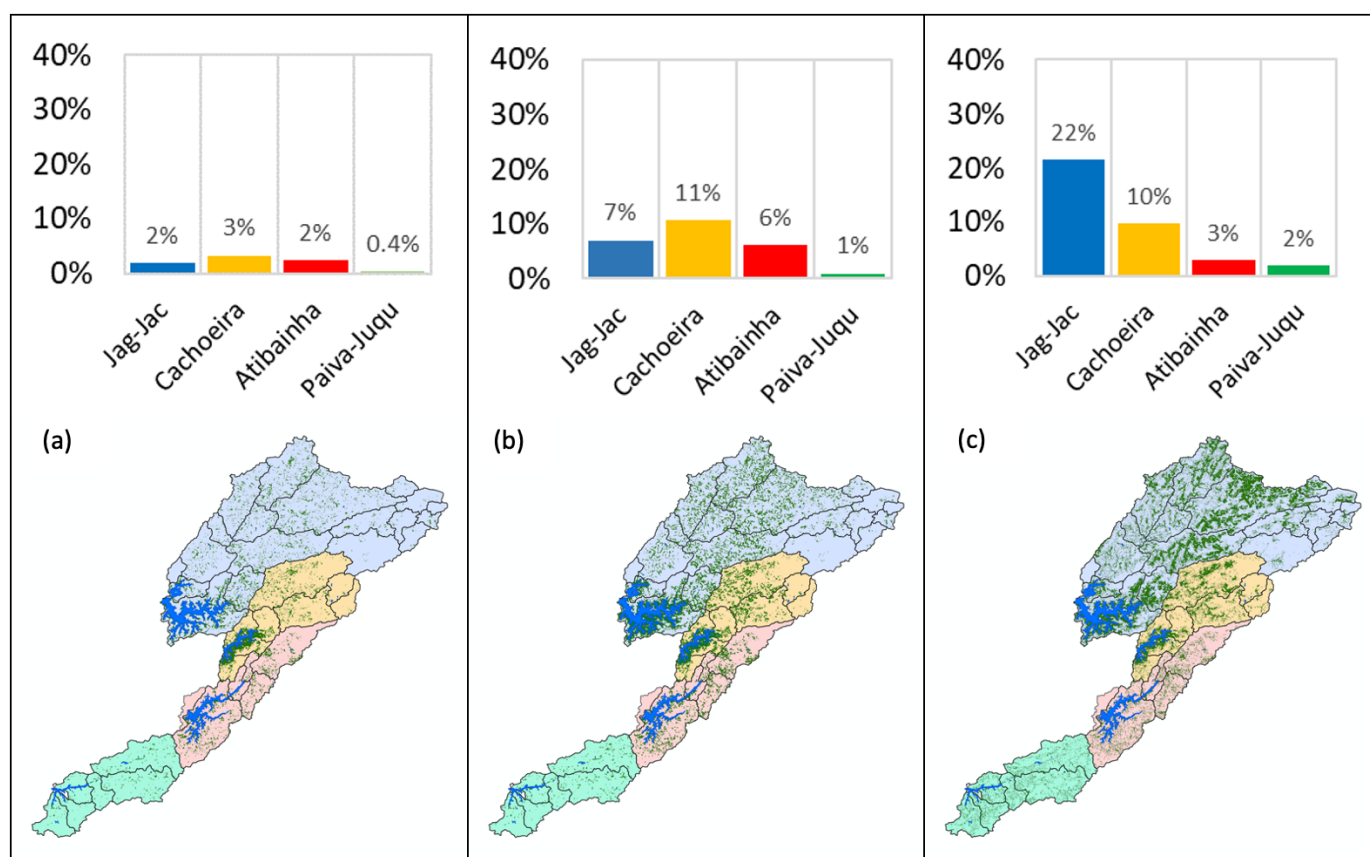 40%
30%
20%
10%
0%
2%
3%
2%
0.4%
Jag-Jac
Cachoeira
Atibainha
Paiva-Juqu
(a)
40%
30%
20%
10%
0%
7%
11%
6%
1%
Jag-Jac
Cachoeira
Atibainha
Paiva-Juqu
(b)
40%
30%
20%
10%
0%
22%
10%
3%
2%
Jag-Jac
Cachoeira
Atibainha
Paiva-Juqu
(c)